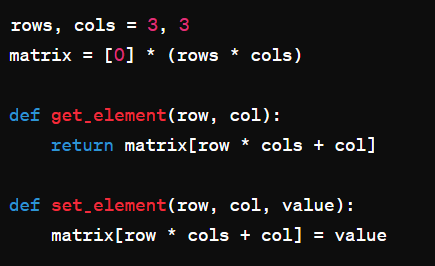 rows, cols = 3, 3
matrix = [0] * (rows * cols)
def get_element(row, col):
    return matrix[row * cols + col]
def set_element(row, col, value):
    matrix[row * cols + col] = value